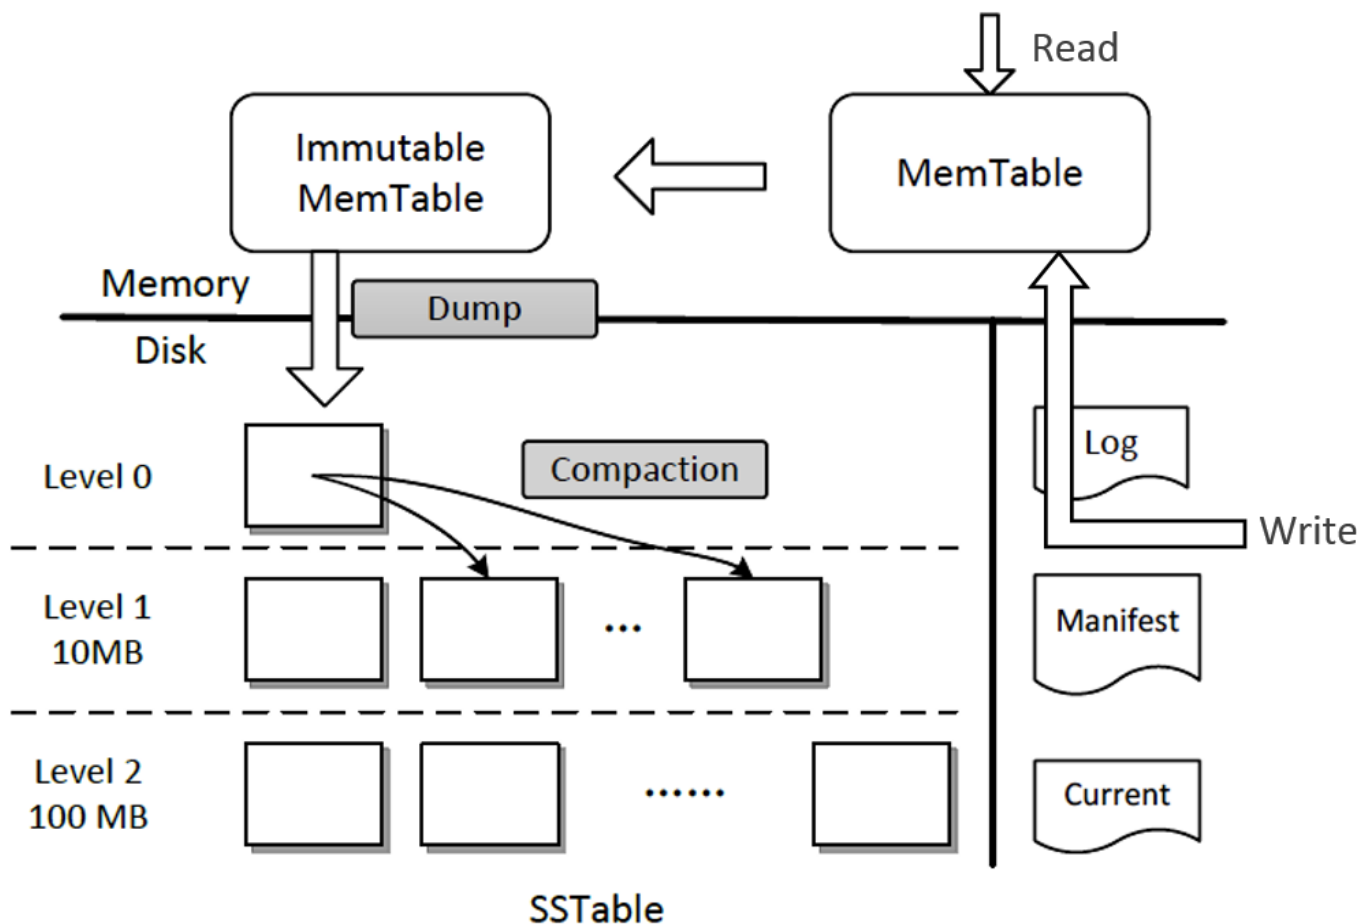 Read
Immutable
MemTable
MemTable
Memory
Dump
Disk
Level 0
Compaction
Log
Write
Level 1
10MB
...
Manifest
Level 2
100 MB
......
Current
SSTable